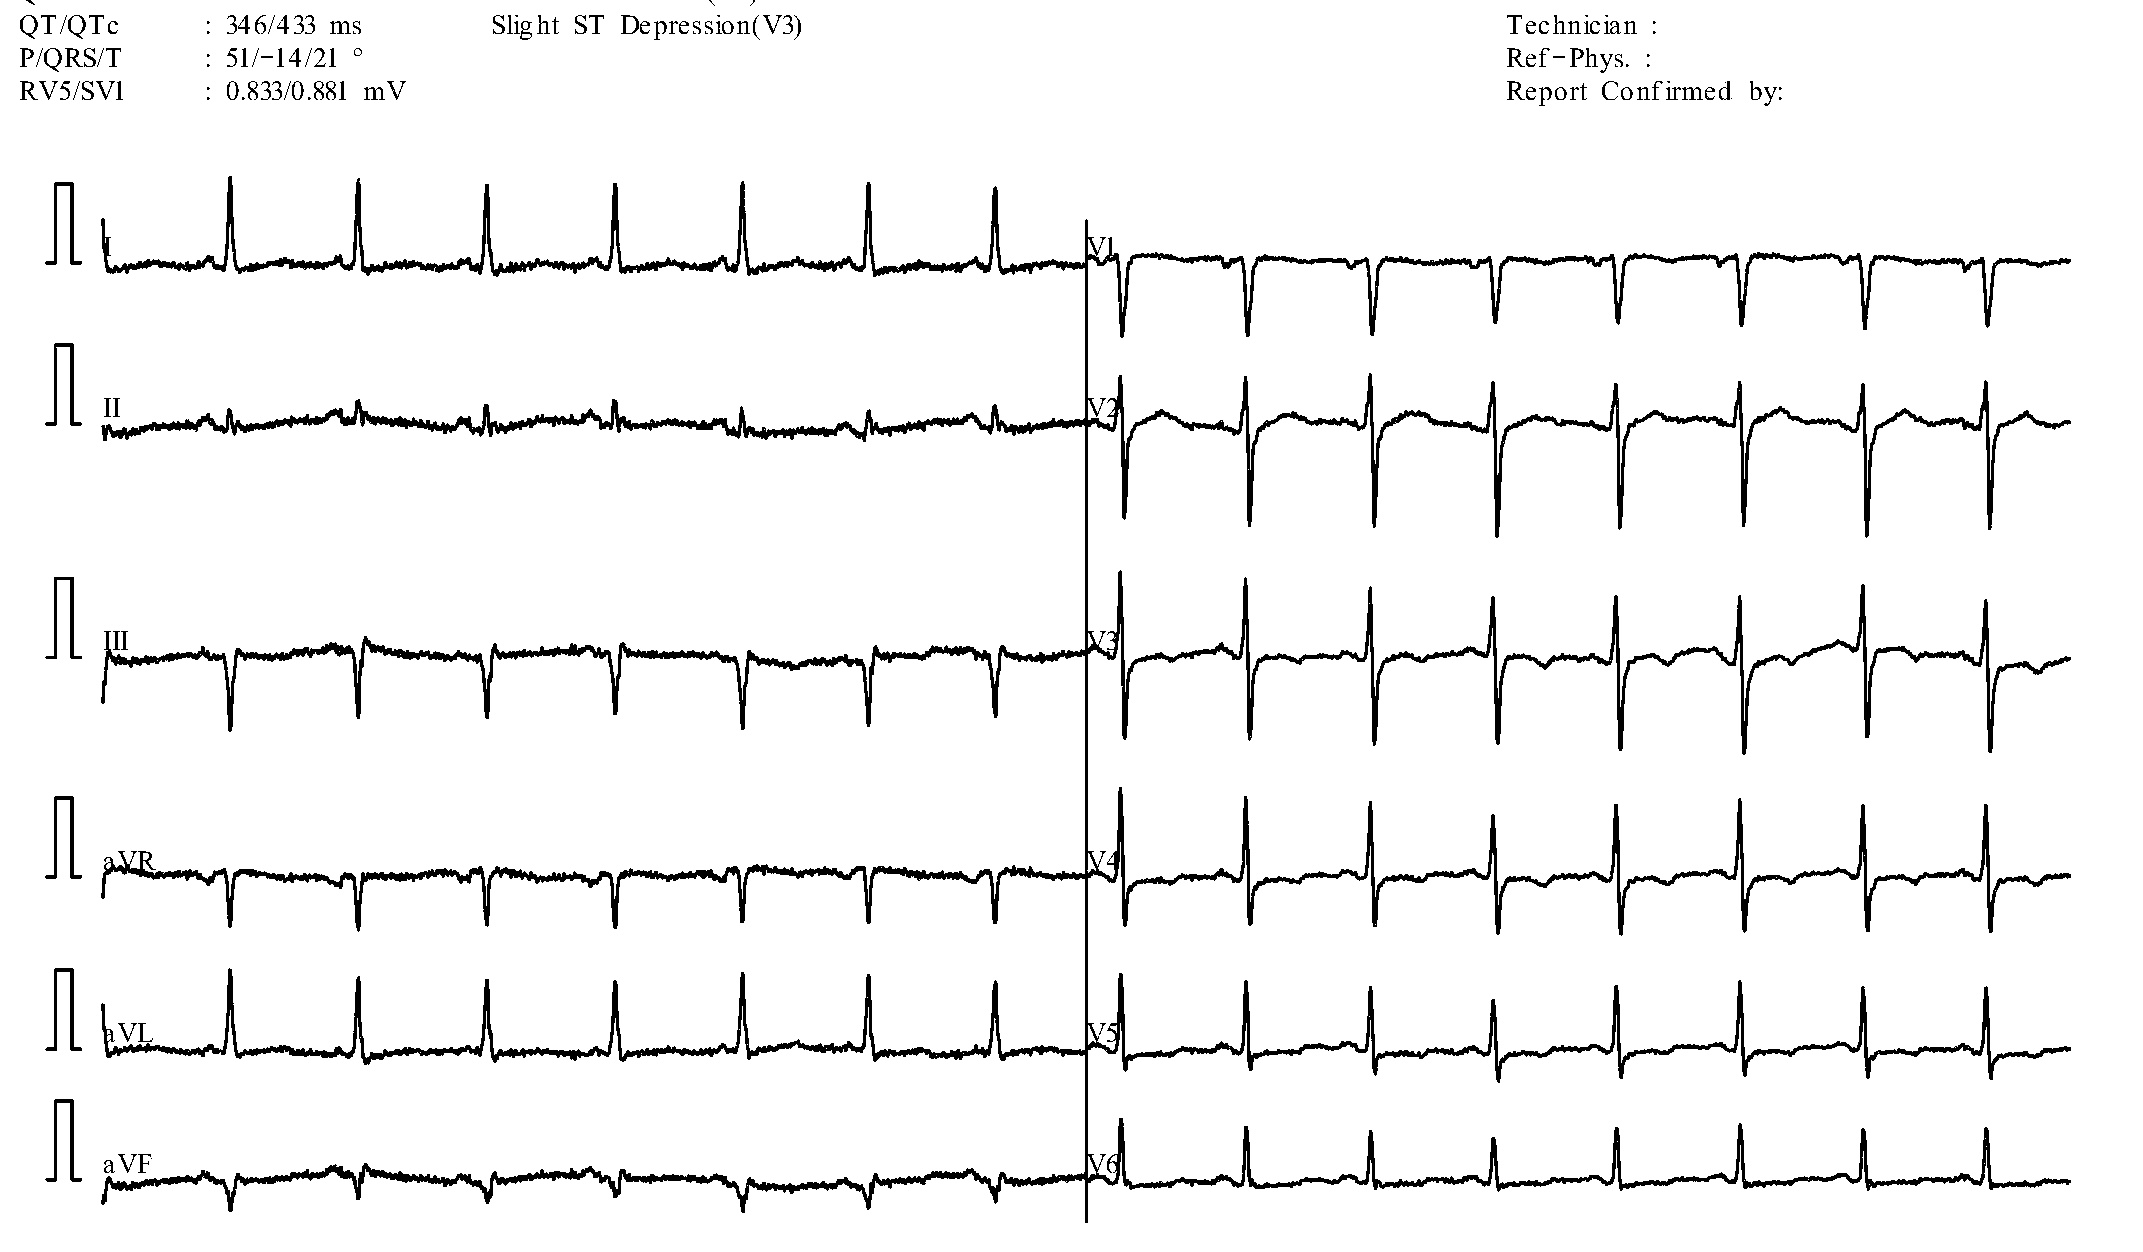 QT/QTc : 346/433 ms
P/QRS/T : 51/-14/21 °
RV5/SV1 : 0.833/0.881 mV
Slight ST Depression(V3)
Technician :
Ref-Phys. :
Report Confirmed by:
I
II
III
aVR
aVL
aVF
V1
V2
V3
V4
V5
V6